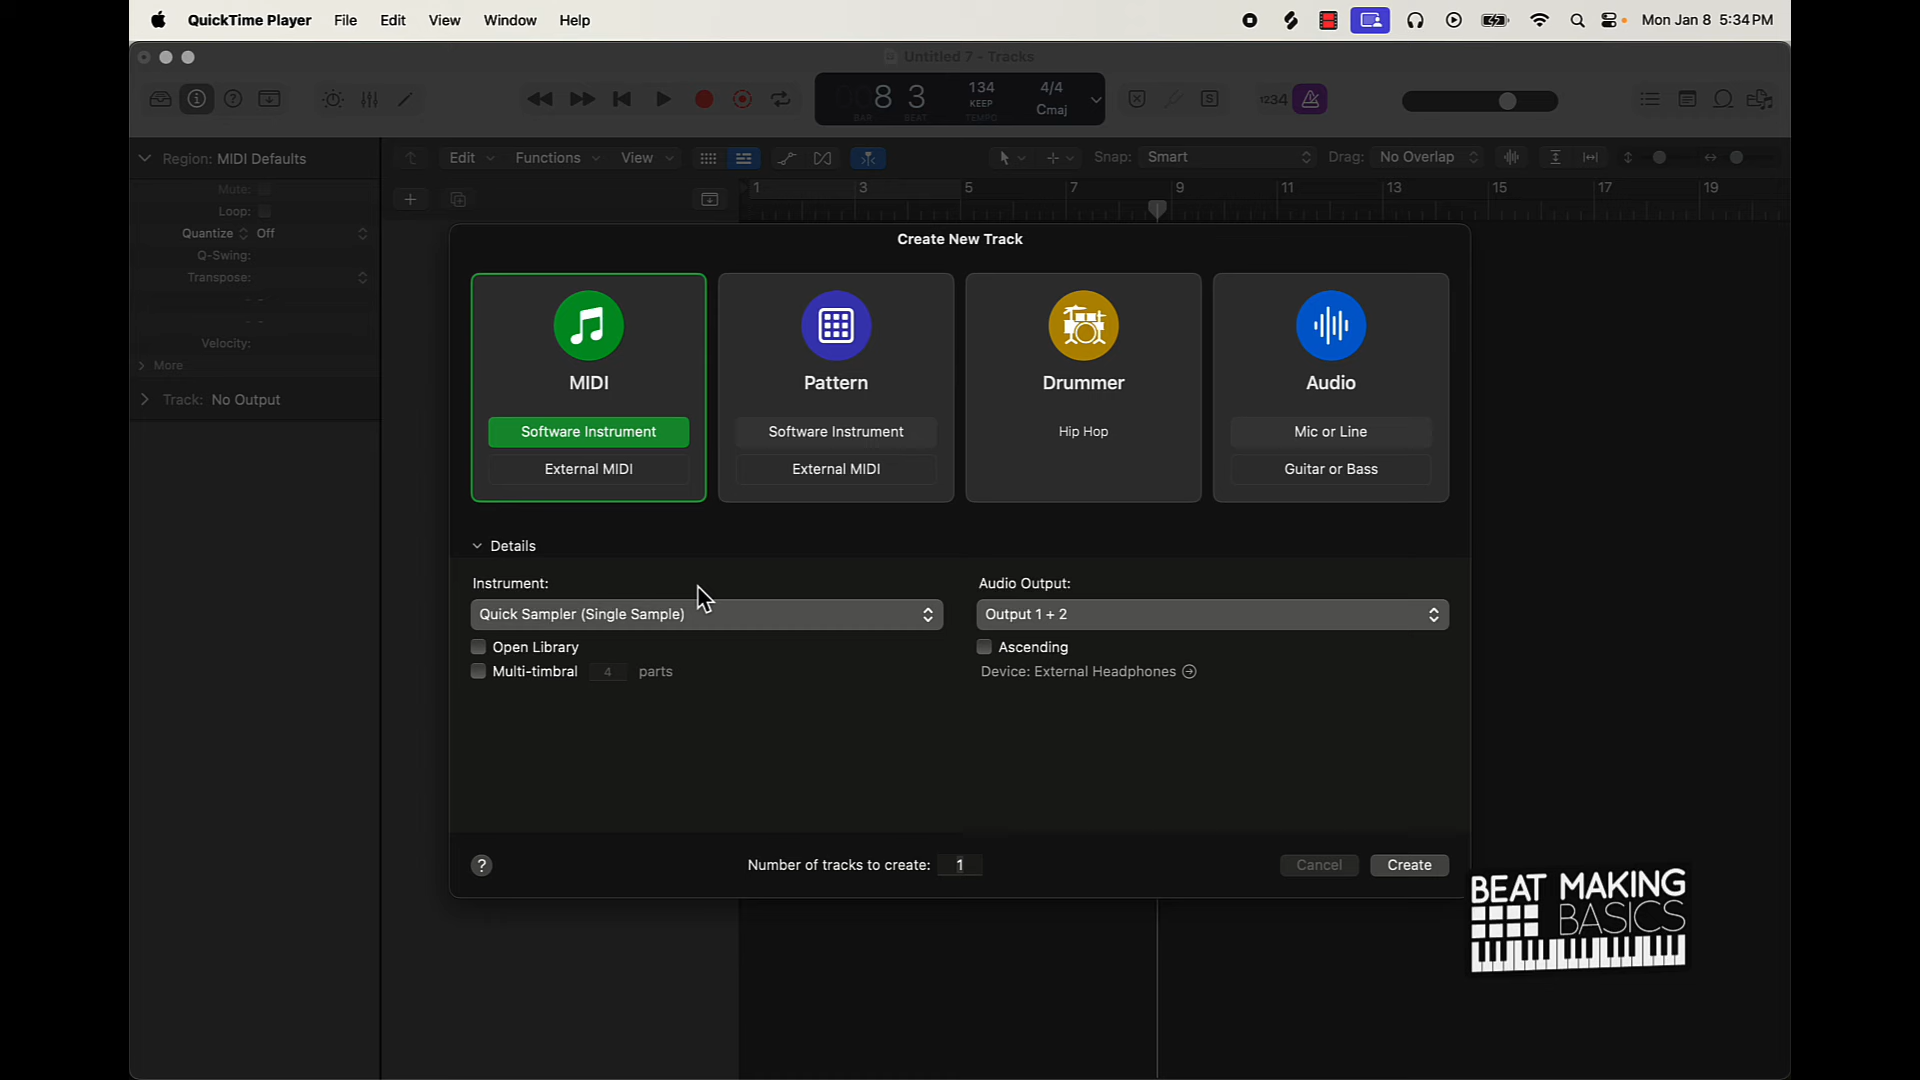 QuickTime Player File Edit View Window Help Mon Jan 8 5:34 PM
Untitled 7 - Tracks
8 3 134 4/4
KEEP Cmaj
BAR BEAT TEMPO
1234
Region: MIDI Defaults
Edit Functions View Snap: Smart Drag: No Overlap
Mute:
Loop:
Quantize Off
Q-Swing:
Transpose:
Velocity:
More
Track: No Output
1 3 5 7 9 11 13 15 17 19
Create New Track
MIDI
Software Instrument
External MIDI
Pattern
Software Instrument
External MIDI
Drummer
Hip Hop
Audio
Mic or Line
Guitar or Bass
Details
Instrument:
Quick Sampler (Single Sample)
Open Library
Multi-timbral 4 parts
Audio Output:
Output 1 + 2
Ascending
Device: External Headphones
? Number of tracks to create: 1 Cancel Create
BEAT MAKING
BASICS